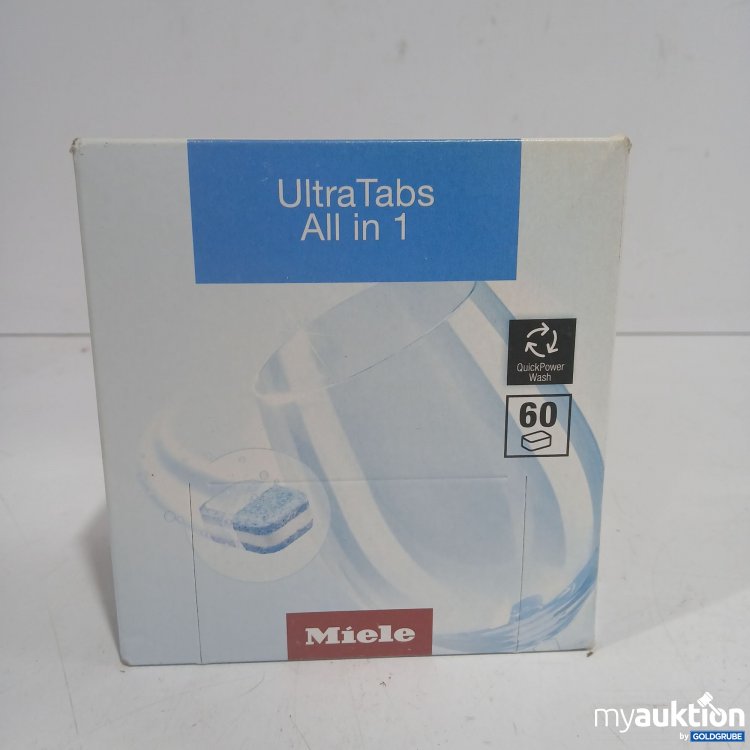 UltraTabs
All in 1
QuickPower
Wash
60
Miele
myauktion
by GOLDGRUBE